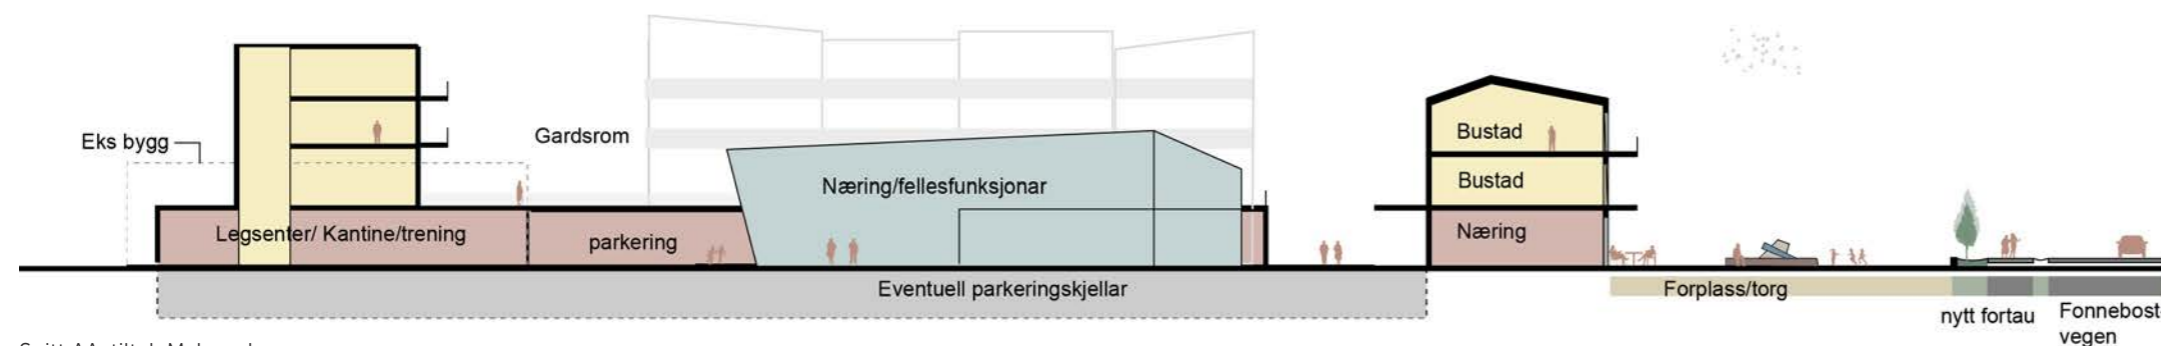 Eks bygg
Gardsrom
Legsenter/ Kantine/trening
parkering
Næring/fellesfunksjonar
Eventuell parkeringskjellar
Bustad
Bustad
Næring
Forplass/torg
nytt fortau
Fonnebost
vegen